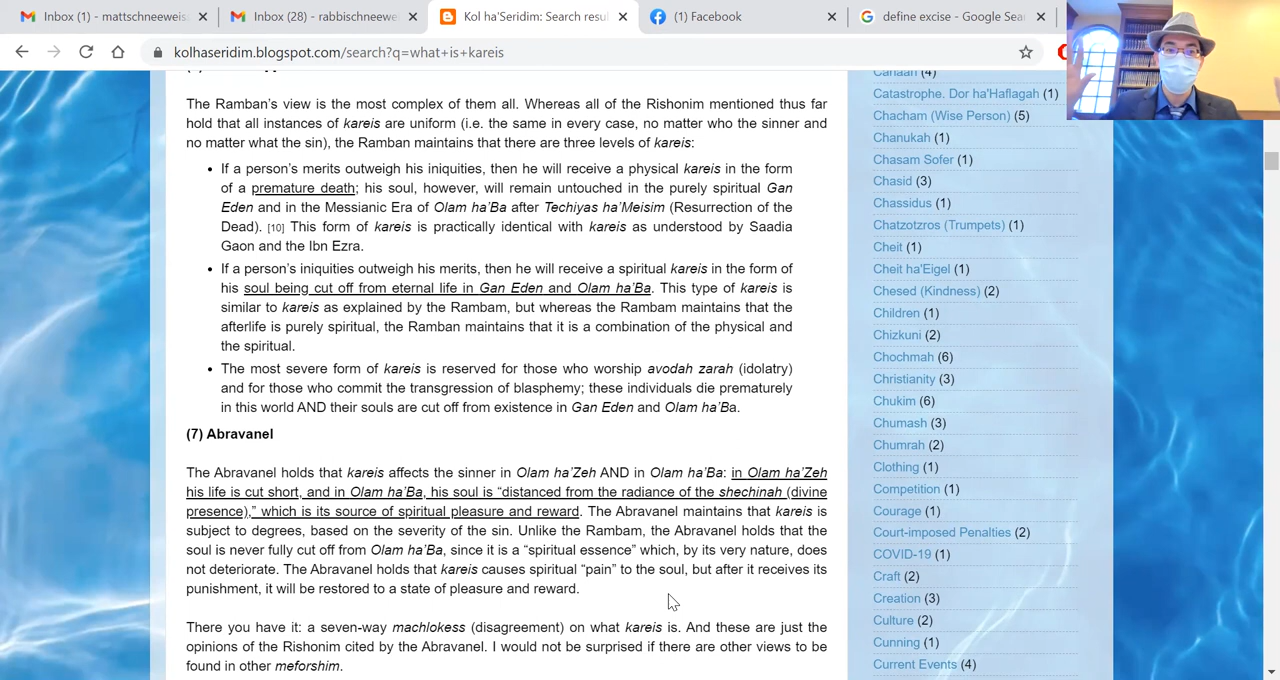 Inbox (1) - mattschneeweis
Inbox (28) - rabbischneewe
Kol ha'Seridim: Search resul
(1) Facebook
define excise - Google Sea
kolhaseridim.blogspot.com/search?q=what+is+kareis
The Ramban's view is the most complex of them all. Whereas all of the Rishonim mentioned thus far
hold that all instances of kareis are uniform (i.e. the same in every case, no matter who the sinner and
no matter what the sin), the Ramban maintains that there are three levels of kareis:
• If a person's merits outweigh his iniquities, then he will receive a physical kareis in the form
of a premature death; his soul, however, will remain untouched in the purely spiritual Gan
Eden and in the Messianic Era of Olam ha'Ba after Techiyas ha'Meisim (Resurrection of the
Dead). [10] This form of kareis is practically identical with kareis as understood by Saadia
Gaon and the Ibn Ezra.
• If a person's iniquities outweigh his merits, then he will receive a spiritual kareis in the form of
his soul being cut off from eternal life in Gan Eden and Olam ha'Ba. This type of kareis is
similar to kareis as explained by the Rambam, but whereas the Rambam maintains that the
afterlife is purely spiritual, the Ramban maintains that it is a combination of the physical and
the spiritual.
• The most severe form of kareis is reserved for those who worship avodah zarah (idolatry)
and for those who commit the transgression of blasphemy; these individuals die prematurely
in this world AND their souls are cut off from existence in Gan Eden and Olam ha'Ba.
(7) Abravanel
The Abravanel holds that kareis affects the sinner in Olam ha'Zeh AND in Olam ha'Ba: in Olam ha'Zeh
his life is cut short, and in Olam ha'Ba, his soul is "distanced from the radiance of the shechinah (divine
presence)," which is its source of spiritual pleasure and reward. The Abravanel maintains that kareis is
subject to degrees, based on the severity of the sin. Unlike the Rambam, the Abravanel holds that the
soul is never fully cut off from Olam ha'Ba, since it is a "spiritual essence" which, by its very nature, does
not deteriorate. The Abravanel holds that kareis causes spiritual "pain" to the soul, but after it receives its
punishment, it will be restored to a state of pleasure and reward.
There you have it: a seven-way machlokess (disagreement) on what kareis is. And these are just the
opinions of the Rishonim cited by the Abravanel. I would not be surprised if there are other views to be
found in other meforshim.
Canaan (4)
Catastrophe. Dor ha'Haflagah (1)
Chacham (Wise Person) (5)
Chanukah (1)
Chasam Sofer (1)
Chasid (3)
Chassidus (1)
Chatzotzros (Trumpets) (1)
Cheit (1)
Cheit ha'Eigel (1)
Chesed (Kindness) (2)
Children (1)
Chizkuni (2)
Chochmah (6)
Christianity (3)
Chukim (6)
Chumash (3)
Chumrah (2)
Clothing (1)
Competition (1)
Courage (1)
Court-imposed Penalties (2)
COVID-19 (1)
Craft (2)
Creation (3)
Culture (2)
Cunning (1)
Current Events (4)